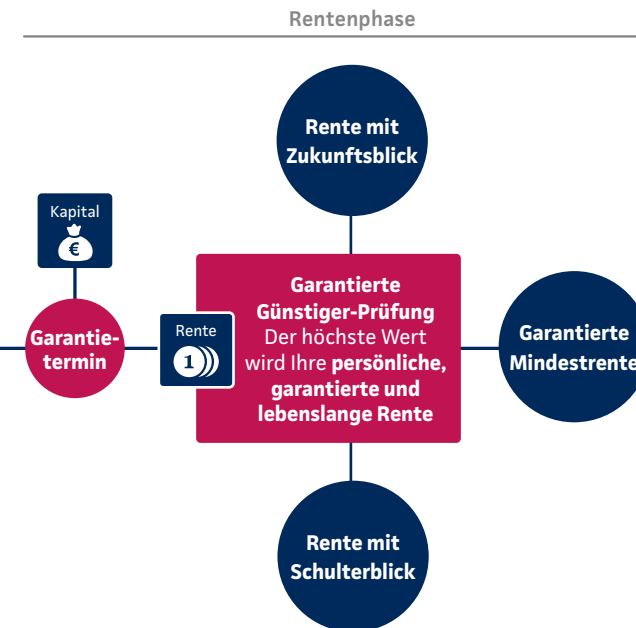 Rentenphase
Rente mit
Zukunftsblick
Kapital
€
Garantie-
termin
Rente
1
Garantierte
Günstiger-Prüfung
Der höchste Wert
wird Ihre persönliche,
garantierte und
lebenslange Rente
Garantierte
Mindestrente
Rente mit
Schulterblick